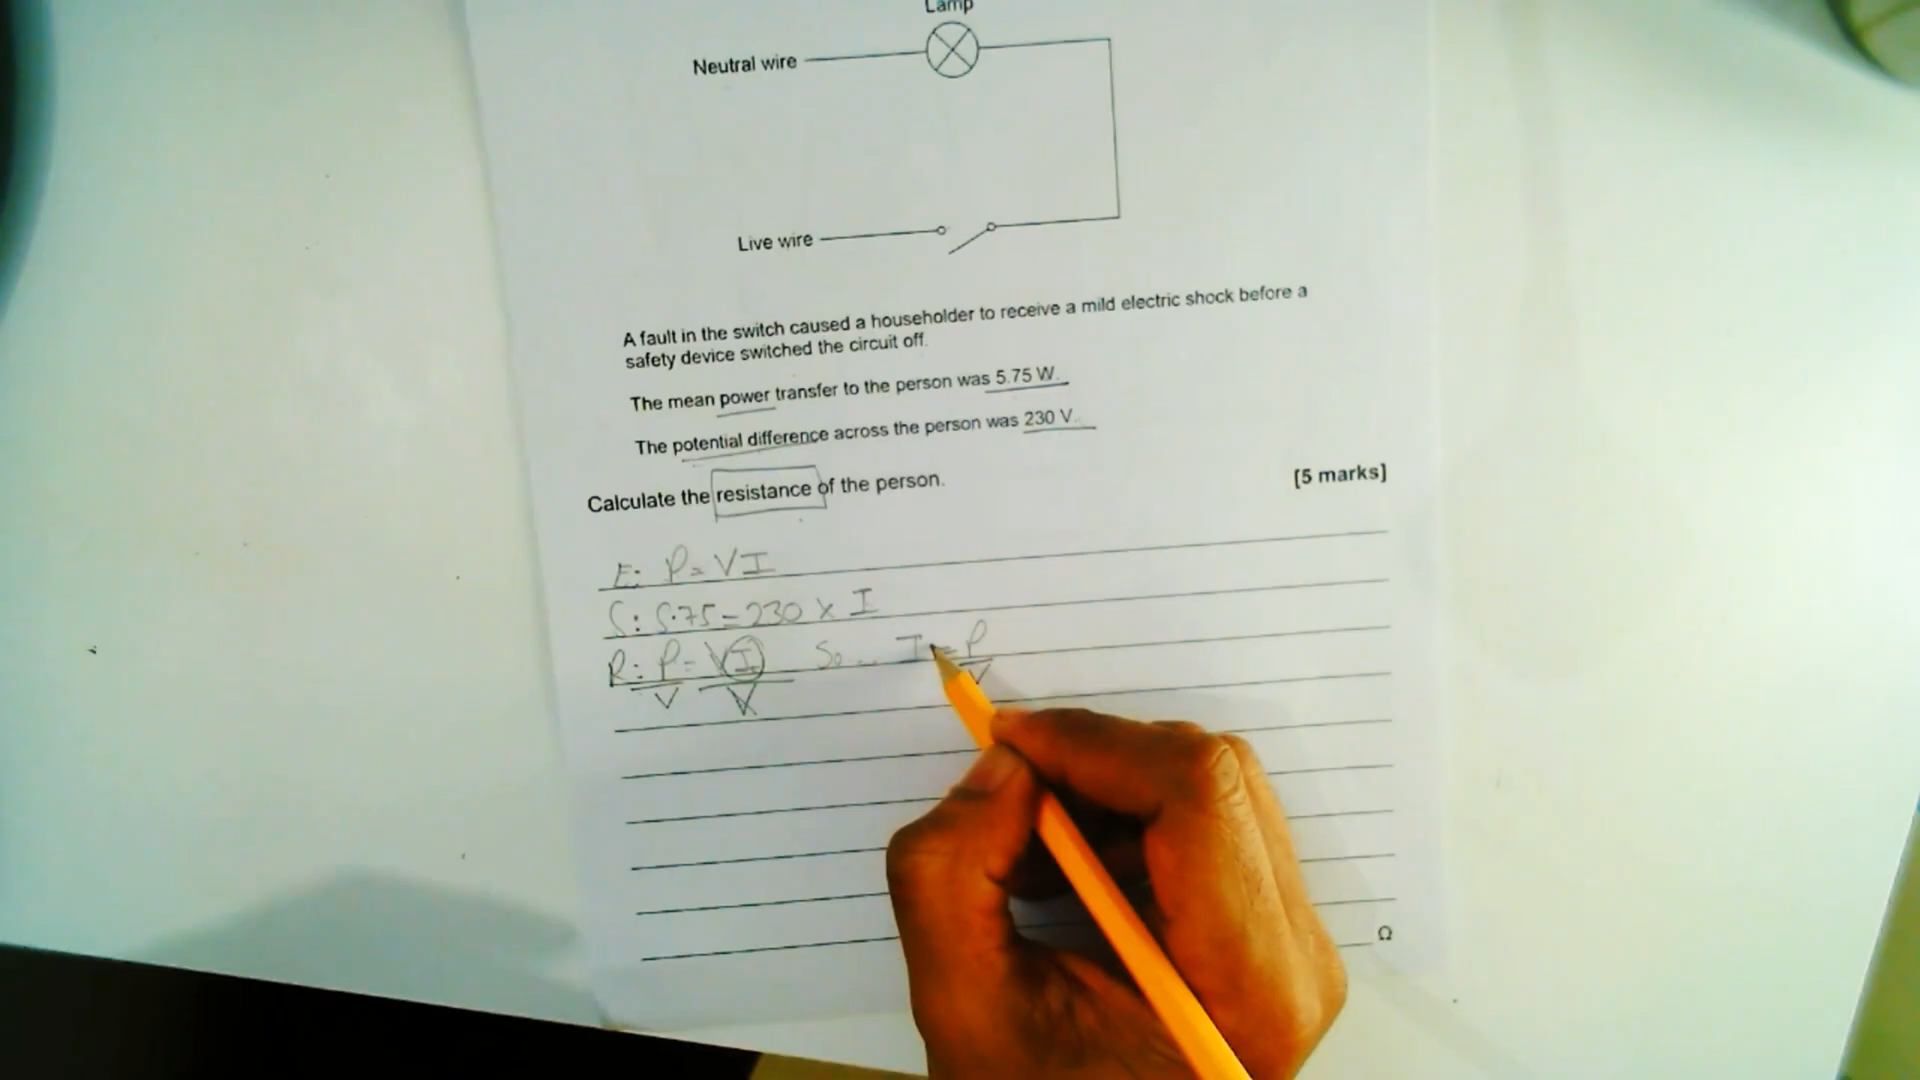 Lamp
Neutral wire
Live wire
A fault in the switch caused a householder to receive a mild electric shock before a
safety device switched the circuit off.
The mean power transfer to the person was 5.75 W.
The potential difference across the person was 230 V.
Calculate the resistance of the person.
[5 marks]
E: P=VI
S: 5.75=230 x I
R: P = VI So... I = P
V V V
Ω